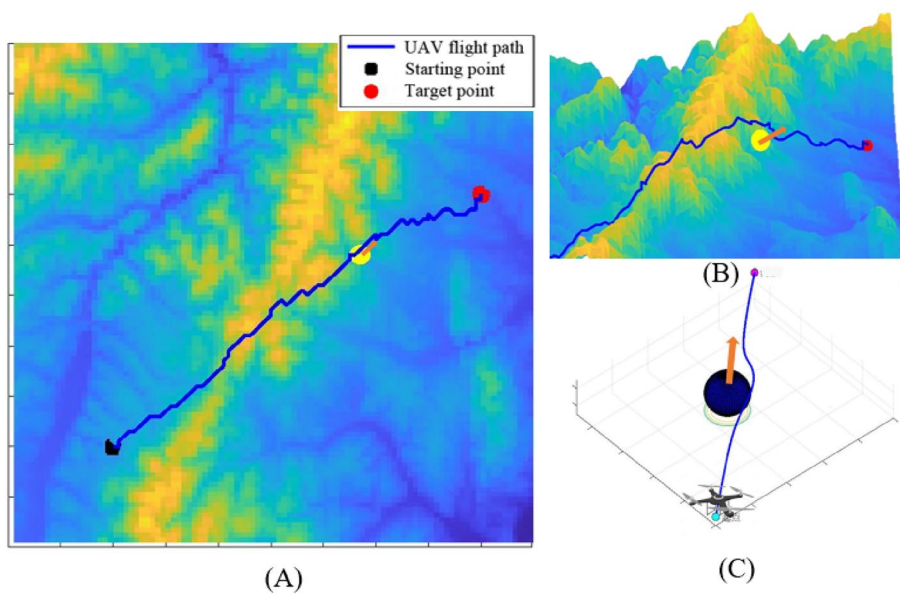 UAV flight path
Starting point
Target point
(B)
(A)
(C)